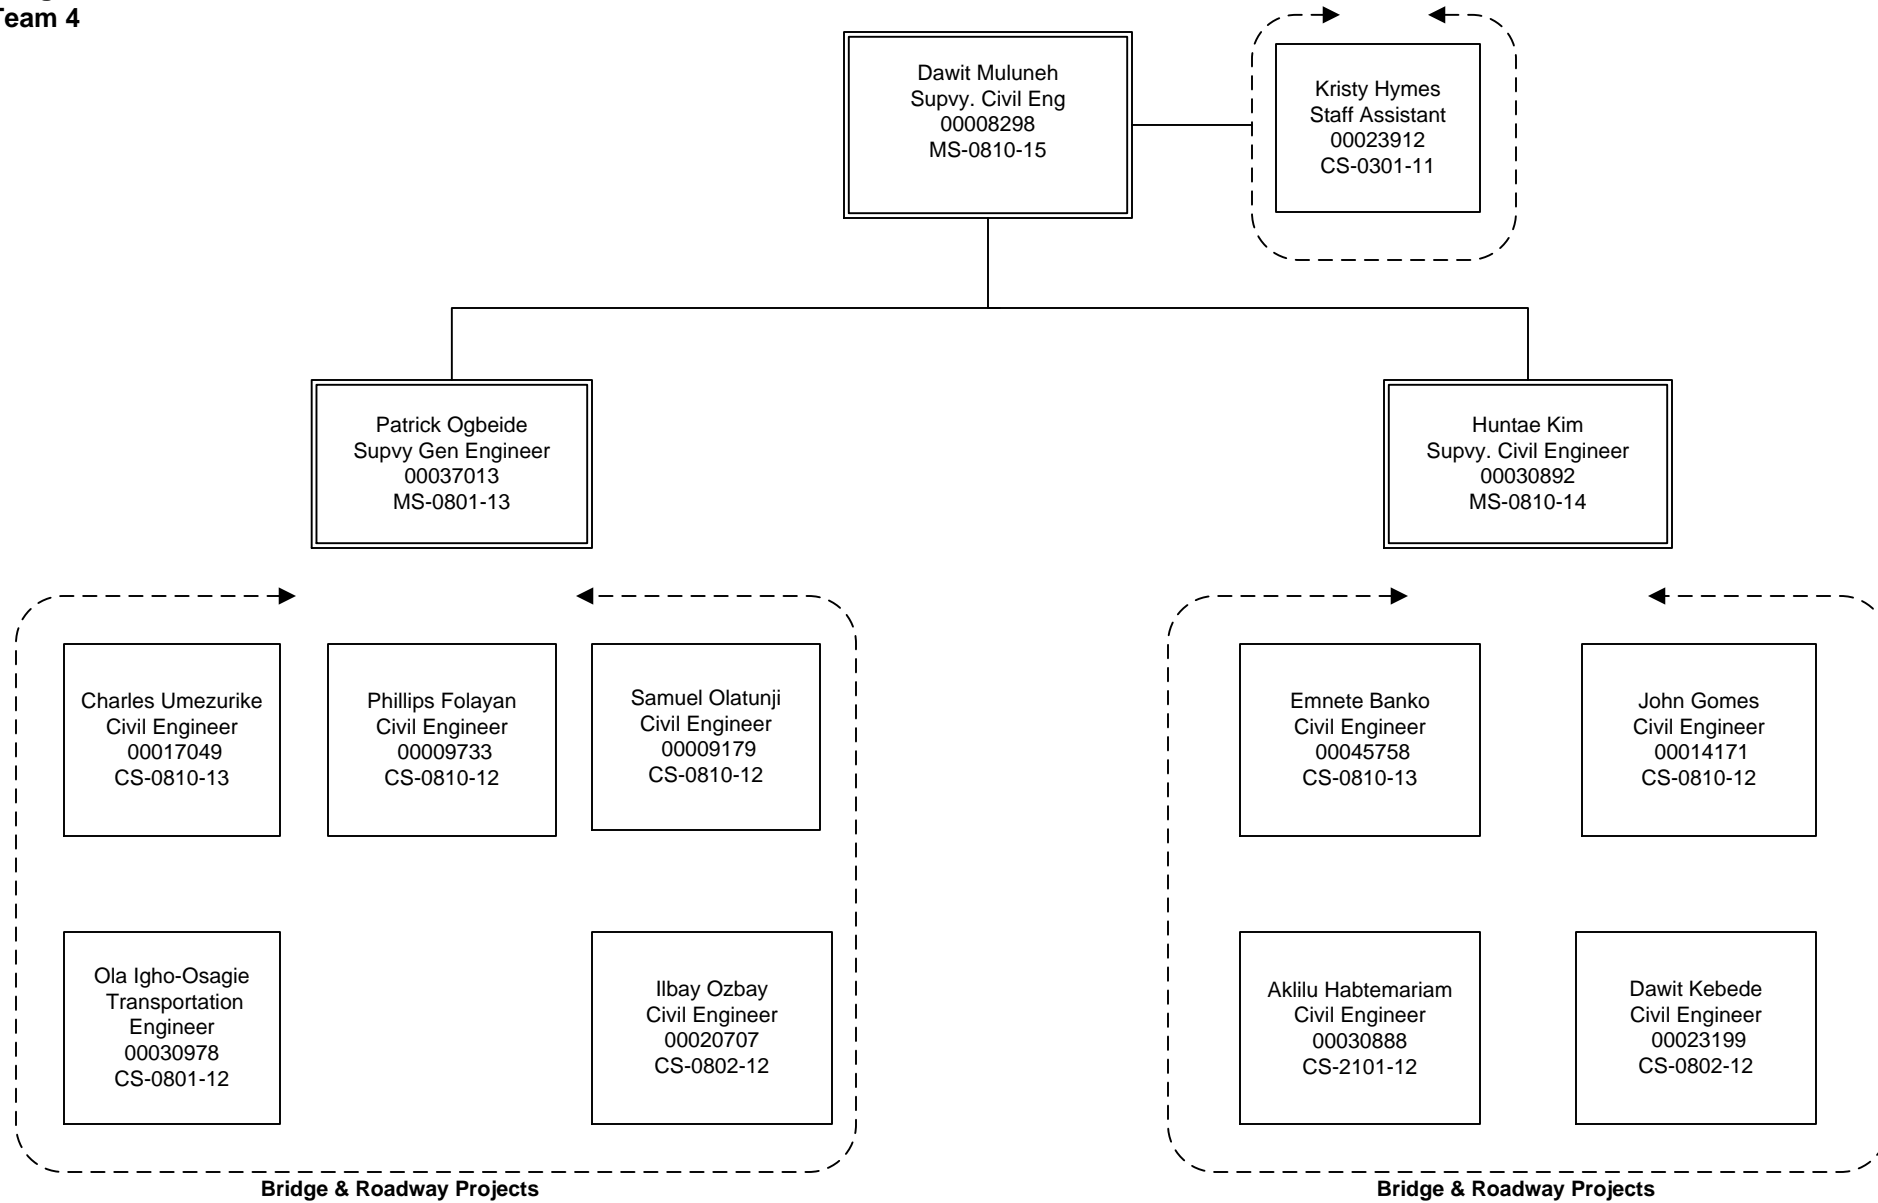 Team 4
Dawit Muluneh
Supvy. Civil Eng
00008298
MS-0810-15
Kristy Hymes
Staff Assistant
00023912
CS-0301-11
Patrick Ogbeide
Supvy Gen Engineer
00037013
MS-0801-13
Huntae Kim
Supvy. Civil Engineer
00030892
MS-0810-14
Charles Umezurike
Civil Engineer
00017049
CS-0810-13
Phillips Folayan
Civil Engineer
00009733
CS-0810-12
Samuel Olatunji
Civil Engineer
00009179
CS-0810-12
Emnete Banko
Civil Engineer
00045758
CS-0810-13
John Gomes
Civil Engineer
00014171
CS-0810-12
Ola Igho-Osagie
Transportation
Engineer
00030978
CS-0801-12
Ilbay Ozbay
Civil Engineer
00020707
CS-0802-12
Aklilu Habtemariam
Civil Engineer
00030888
CS-2101-12
Dawit Kebede
Civil Engineer
00023199
CS-0802-12
Bridge & Roadway Projects
Bridge & Roadway Projects